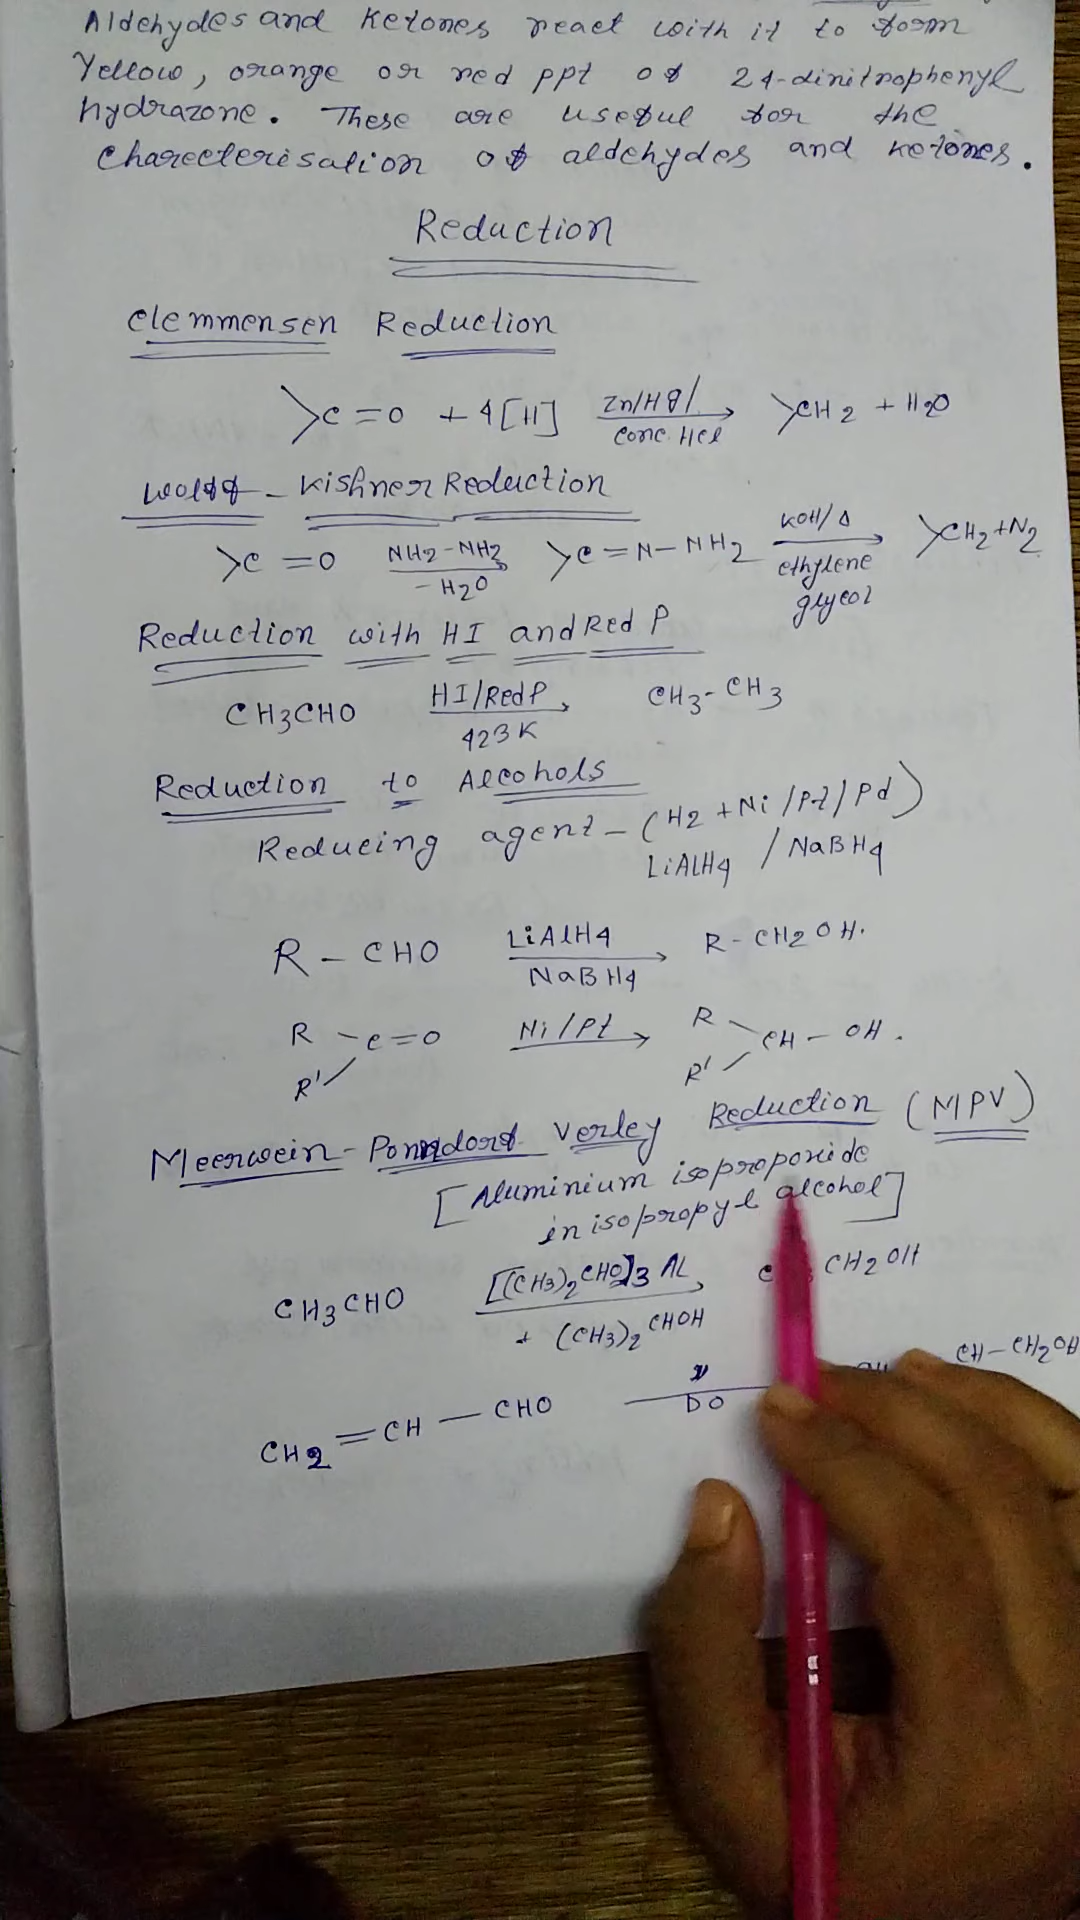 Aldehydes and Ketones react with it to form
Yellow, orange or red ppt of 24-dinitrophenyl
hydrazone. These are useful for the
Charecterisation of aldehydes and ketones.
Reduction
Clemmensen Reduction
>C=O + 4[H] Zn/Hg/ conc. HCl → >CH2 + H2O
Wolff-Kishner Reduction
>C=O NH2-NH2 -H2O → >C=N-NH2 KOH/Δ ethylene glycol → >CH2+N2
Reduction with HI and Red P
CH3CHO HI/Red P 423K → CH3-CH3
Reduction to Alcohols
Reducing agent - (H2 + Ni/Pt/Pd)
LiAlH4 / NaBH4
R-CHO LiAlH4 NaBH4 → R-CH2OH.
R R' C=O Ni/Pt → R R' CH-OH.
Meerwein-Ponndorf Verley Reduction (MPV)
[Aluminium isopropoxide
in isopropyl alcohol]
CH3CHO [(CH3)2CHO]3 Al + (CH3)2CHOH → CH2OH
CH2=CH-CHO DO CH-CH2OH